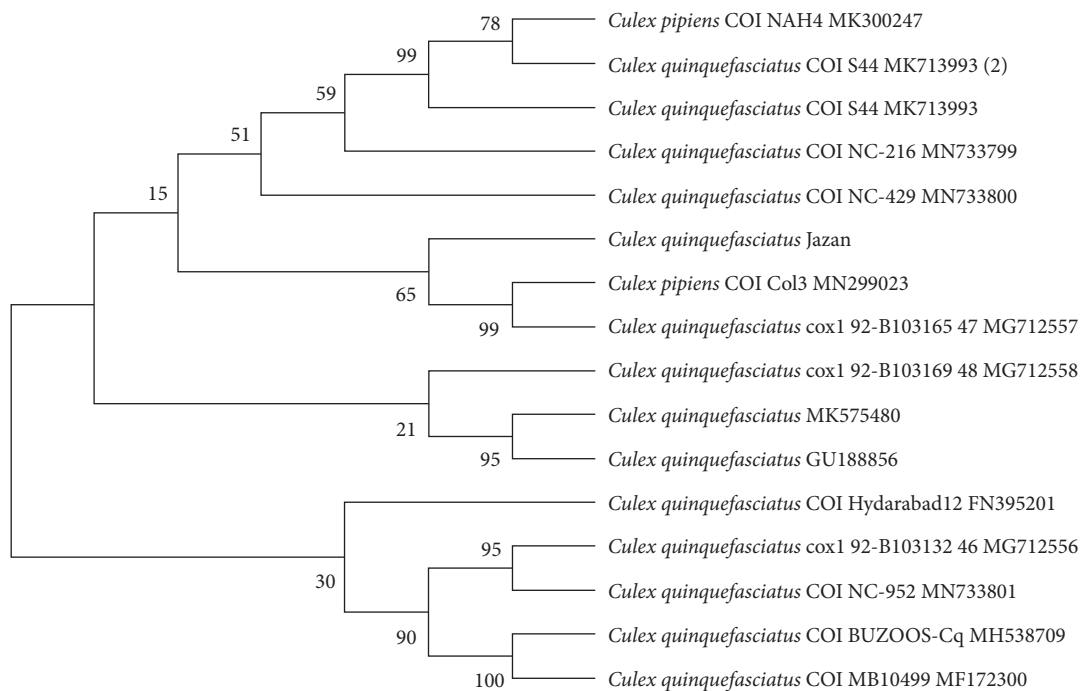 78
Culex pipiens COI NAH4 MK300247
99
Culex quinquefasciatus COI S44 MK713993 (2)
59
Culex quinquefasciatus COI S44 MK713993
51
Culex quinquefasciatus COI NC-216 MN733799
15
Culex quinquefasciatus COI NC-429 MN733800
Culex quinquefasciatus Jazan
65
Culex pipiens COI Col3 MN299023
99
Culex quinquefasciatus cox1 92-B103165 47 MG712557
Culex quinquefasciatus cox1 92-B103169 48 MG712558
21
Culex quinquefasciatus MK575480
95
Culex quinquefasciatus GU188856
Culex quinquefasciatus COI Hydarabad12 FN395201
95
Culex quinquefasciatus cox1 92-B103132 46 MG712556
30
Culex quinquefasciatus COI NC-952 MN733801
90
Culex quinquefasciatus COI BUZOOS-Cq MH538709
100
Culex quinquefasciatus COI MB10499 MF172300